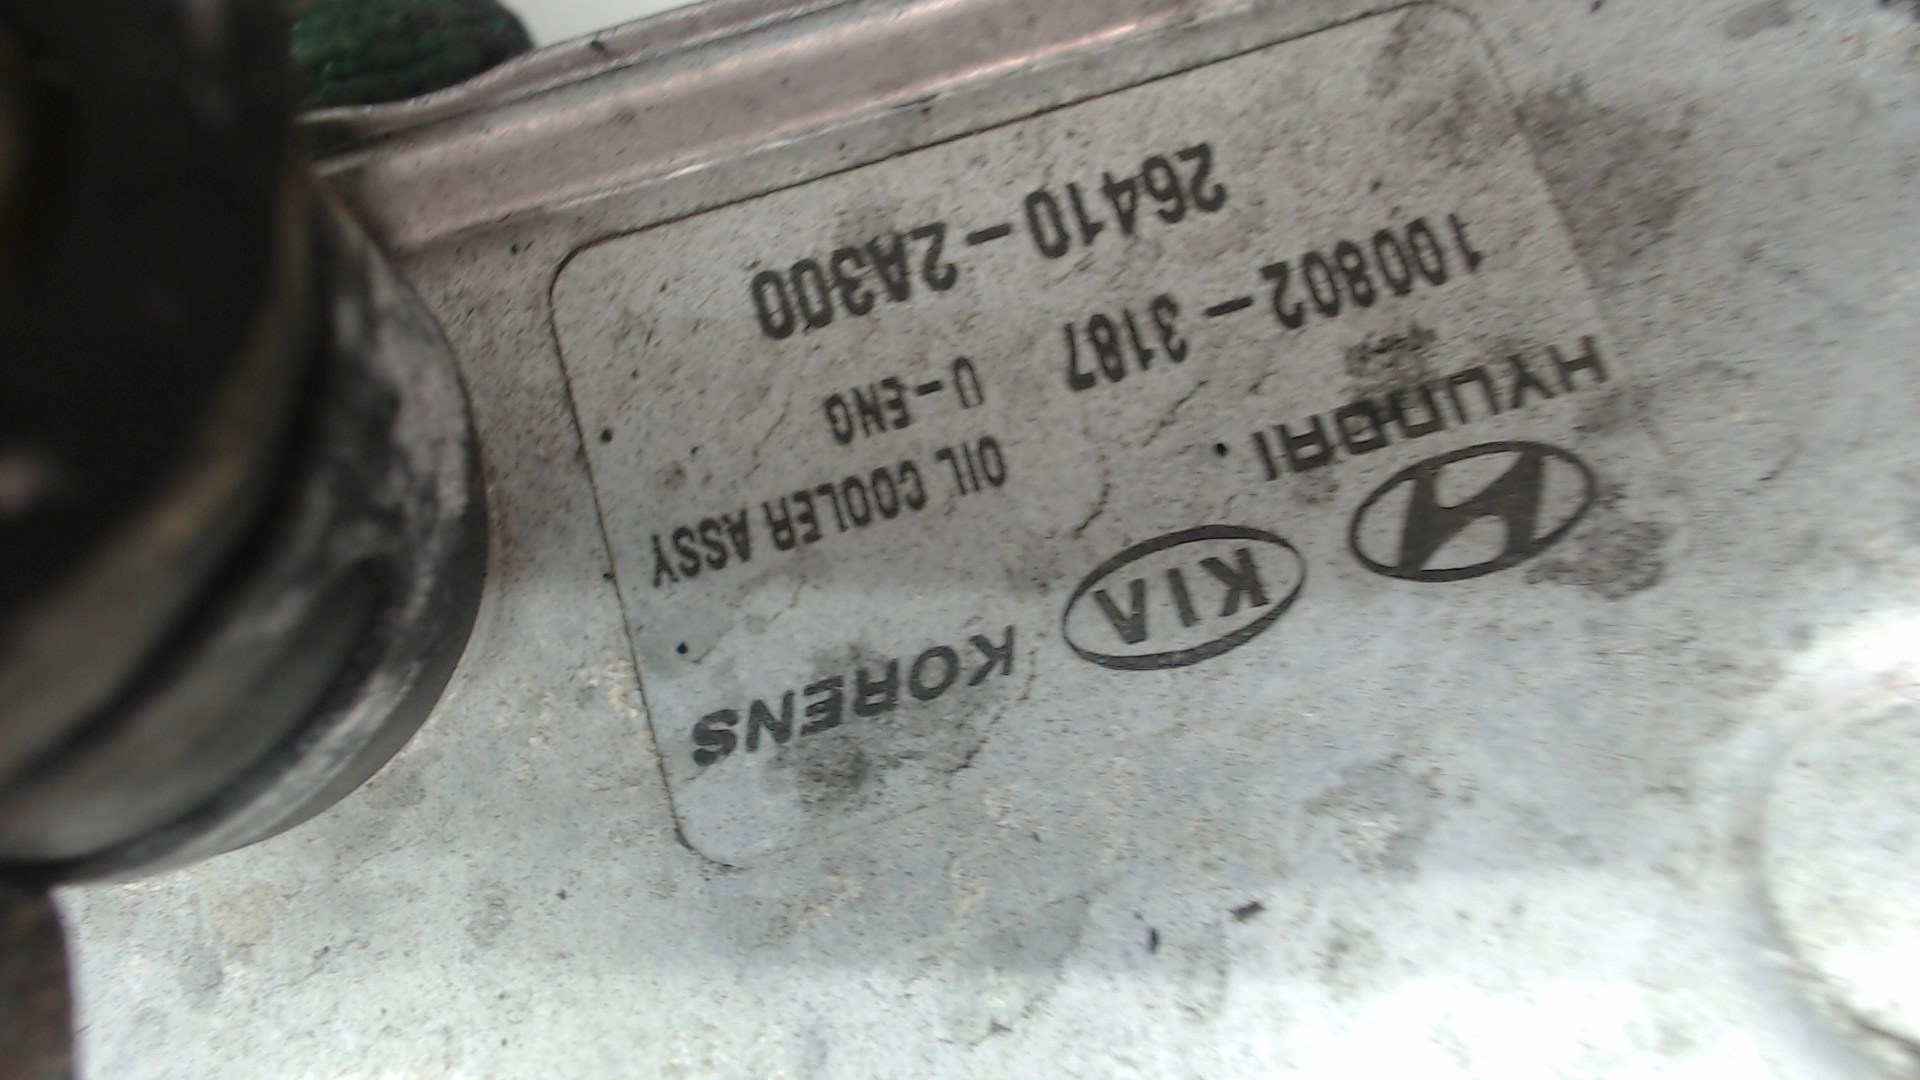 KIA KORENS
HYUNDAI OIL COOLER ASSY
100802-3187 U-ENG
26410-2A300